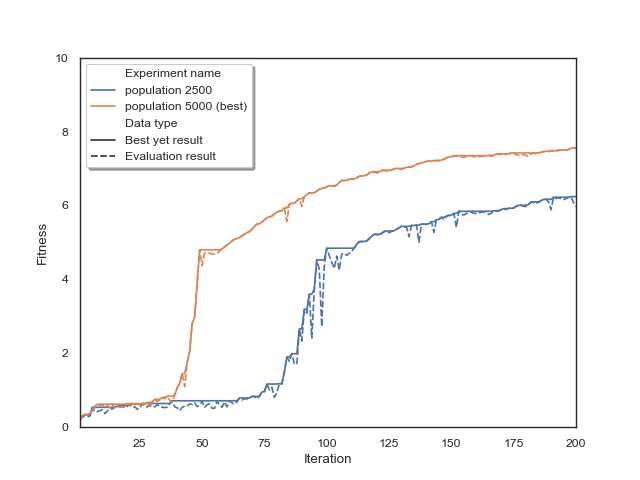 10
8
6
4
2
0
Fitness
Experiment name
population 2500
population 5000 (best)
Data type
Best yet result
Evaluation result
25
50
75
100
125
150
175
200
Iteration